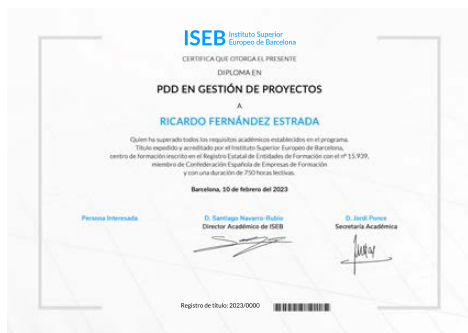 ISEB Instituto Superior
Europeo de Barcelona
CERTIFICA QUE OTORGA EL PRESENTE
DIPLOMA EN
PDD EN GESTIÓN DE PROYECTOS
A
RICARDO FERNÁNDEZ ESTRADA
Quien ha superado todos los requisitos académicos establecidos en el programa.
Título expedido y acreditado por el Instituto Superior Europeo de Barcelona,
centro de formación inscrito en el Registro Estatal de Entidades de Formación con el nº 15.939,
miembro de Confederación Española de Empresas de Formación
y con una duración de 750 horas lectivas.
Barcelona, 10 de febrero del 2023
Persona Interesada
D. Santiago Navarro-Rubio
Director Académico de ISEB
D. Jordi Ponce
Secretaría Académica
Registro de título: 2023/0000